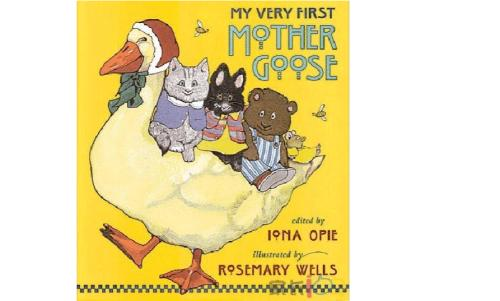 MY VERY FIRST
MOTHER
GOOSE
edited by
IONA OPIE
Illustrated by
ROSEMARY WELLS